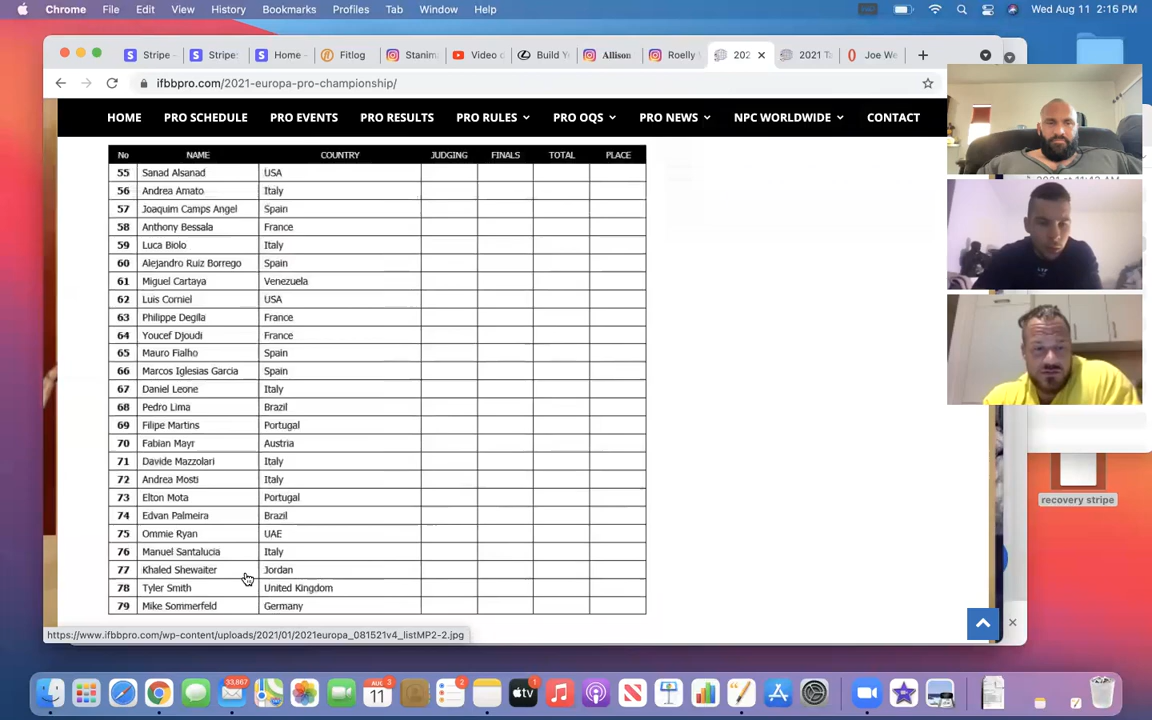 Chrome File Edit View History Bookmarks Profiles Tab Window Help Wed Aug 11 2:16 PM
Stripe Stripe Home – Fitlog Stanim Video c Build Y Allison Roelly 202 2021 T Joe We
ifbbpro.com/2021-europa-pro-championship/
HOME PRO SCHEDULE PRO EVENTS PRO RESULTS PRO RULES PRO OQS PRO NEWS NPC WORLDWIDE CONTACT
No NAME COUNTRY JUDGING FINALS TOTAL PLACE
55 Sanad Alsanad USA
56 Andrea Amato Italy
57 Joaquim Camps Angel Spain
58 Anthony Bessala France
59 Luca Biolo Italy
60 Alejandro Ruiz Borrego Spain
61 Miguel Cartaya Venezuela
62 Luis Corniel USA
63 Philippe Degila France
64 Youcef Djoudi France
65 Mauro Fialho Spain
66 Marcos Iglesias Garcia Spain
67 Daniel Leone Italy
68 Pedro Lima Brazil
69 Filipe Martins Portugal
70 Fabian Mayr Austria
71 Davide Mazzolari Italy
72 Andrea Mosti Italy
73 Elton Mota Portugal
74 Edvan Palmeira Brazil
75 Ommie Ryan UAE
76 Manuel Santalucia Italy
77 Khaled Shewaiter Jordan
78 Tyler Smith United Kingdom
79 Mike Sommerfeld Germany
recovery stripe
https://www.ifbbpro.com/wp-content/uploads/2021/01/2021europa_081521v4_listMP2-2.jpg
33,867 AUG 11 3 2 tv 1